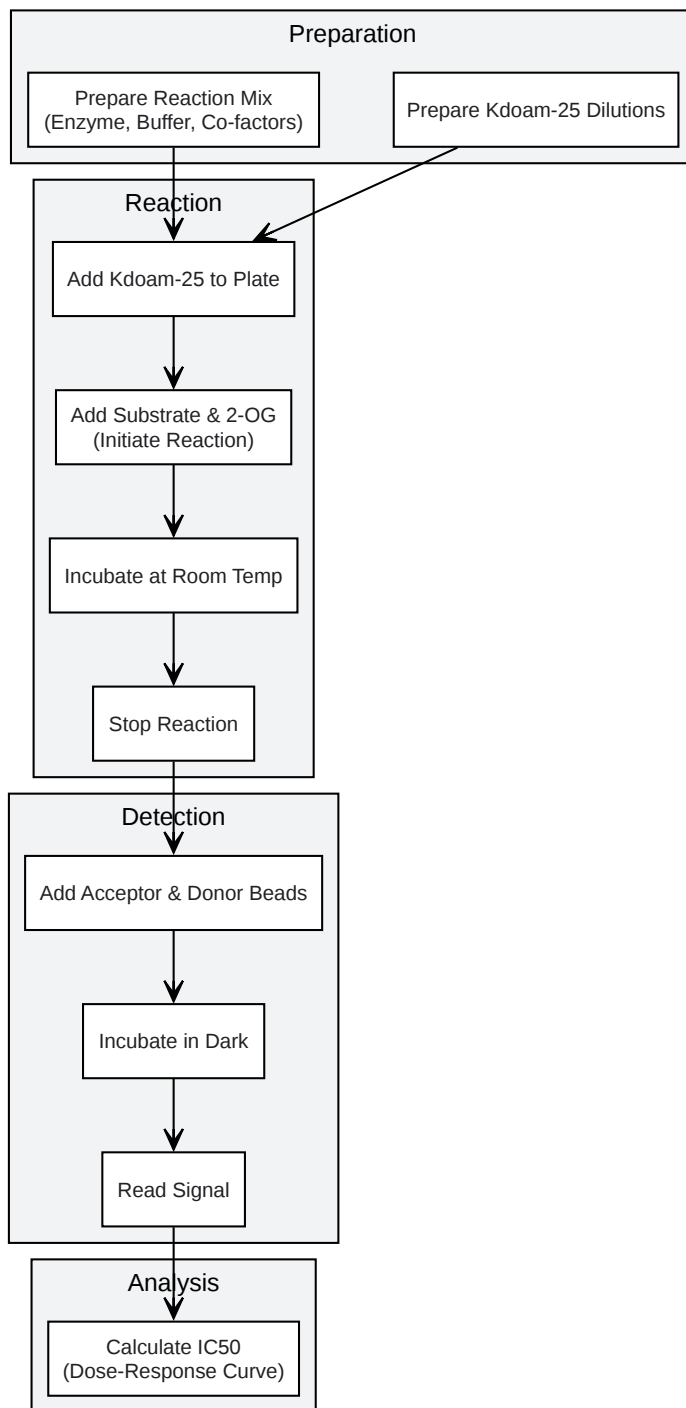 Preparation
Prepare Reaction Mix
(Enzyme, Buffer, Co-factors)
Prepare Kdoam-25 Dilutions
Reaction
Add Kdoam-25 to Plate
Add Substrate & 2-OG
(Initiate Reaction)
Incubate at Room Temp
Stop Reaction
Detection
Add Acceptor & Donor Beads
Incubate in Dark
Read Signal
Analysis
Calculate IC50
(Dose-Response Curve)